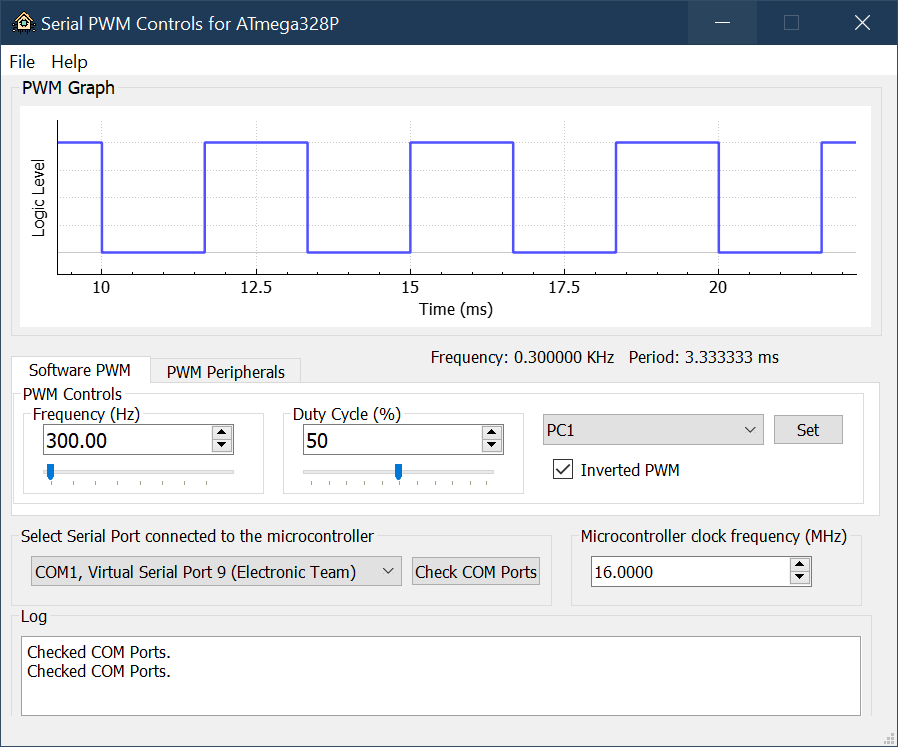 Serial PWM Controls for ATmega328P
File Help
PWM Graph
Logic Level
10 12.5 15 17.5 20
Time (ms)
Frequency: 0.300000 KHz Period: 3.333333 ms
Software PWM PWM Peripherals
PWM Controls
Frequency (Hz) Duty Cycle (%)
300.00 50 PC1 Set
Inverted PWM
Select Serial Port connected to the microcontroller Microcontroller clock frequency (MHz)
COM1, Virtual Serial Port 9 (Electronic Team) Check COM Ports 16.0000
Log
Checked COM Ports.
Checked COM Ports.